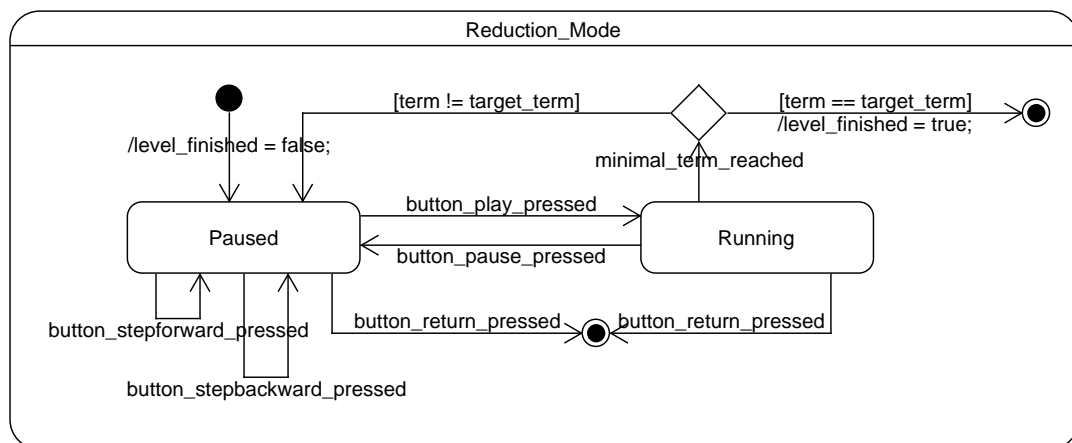 Reduction_Mode
[term != target_term]
[term == target_term]
/level_finished = true;
/level_finished = false;
minimal_term_reached
button_play_pressed
Paused
Running
button_pause_pressed
button_stepforward_pressed
button_return_pressed
button_return_pressed
button_stepbackward_pressed